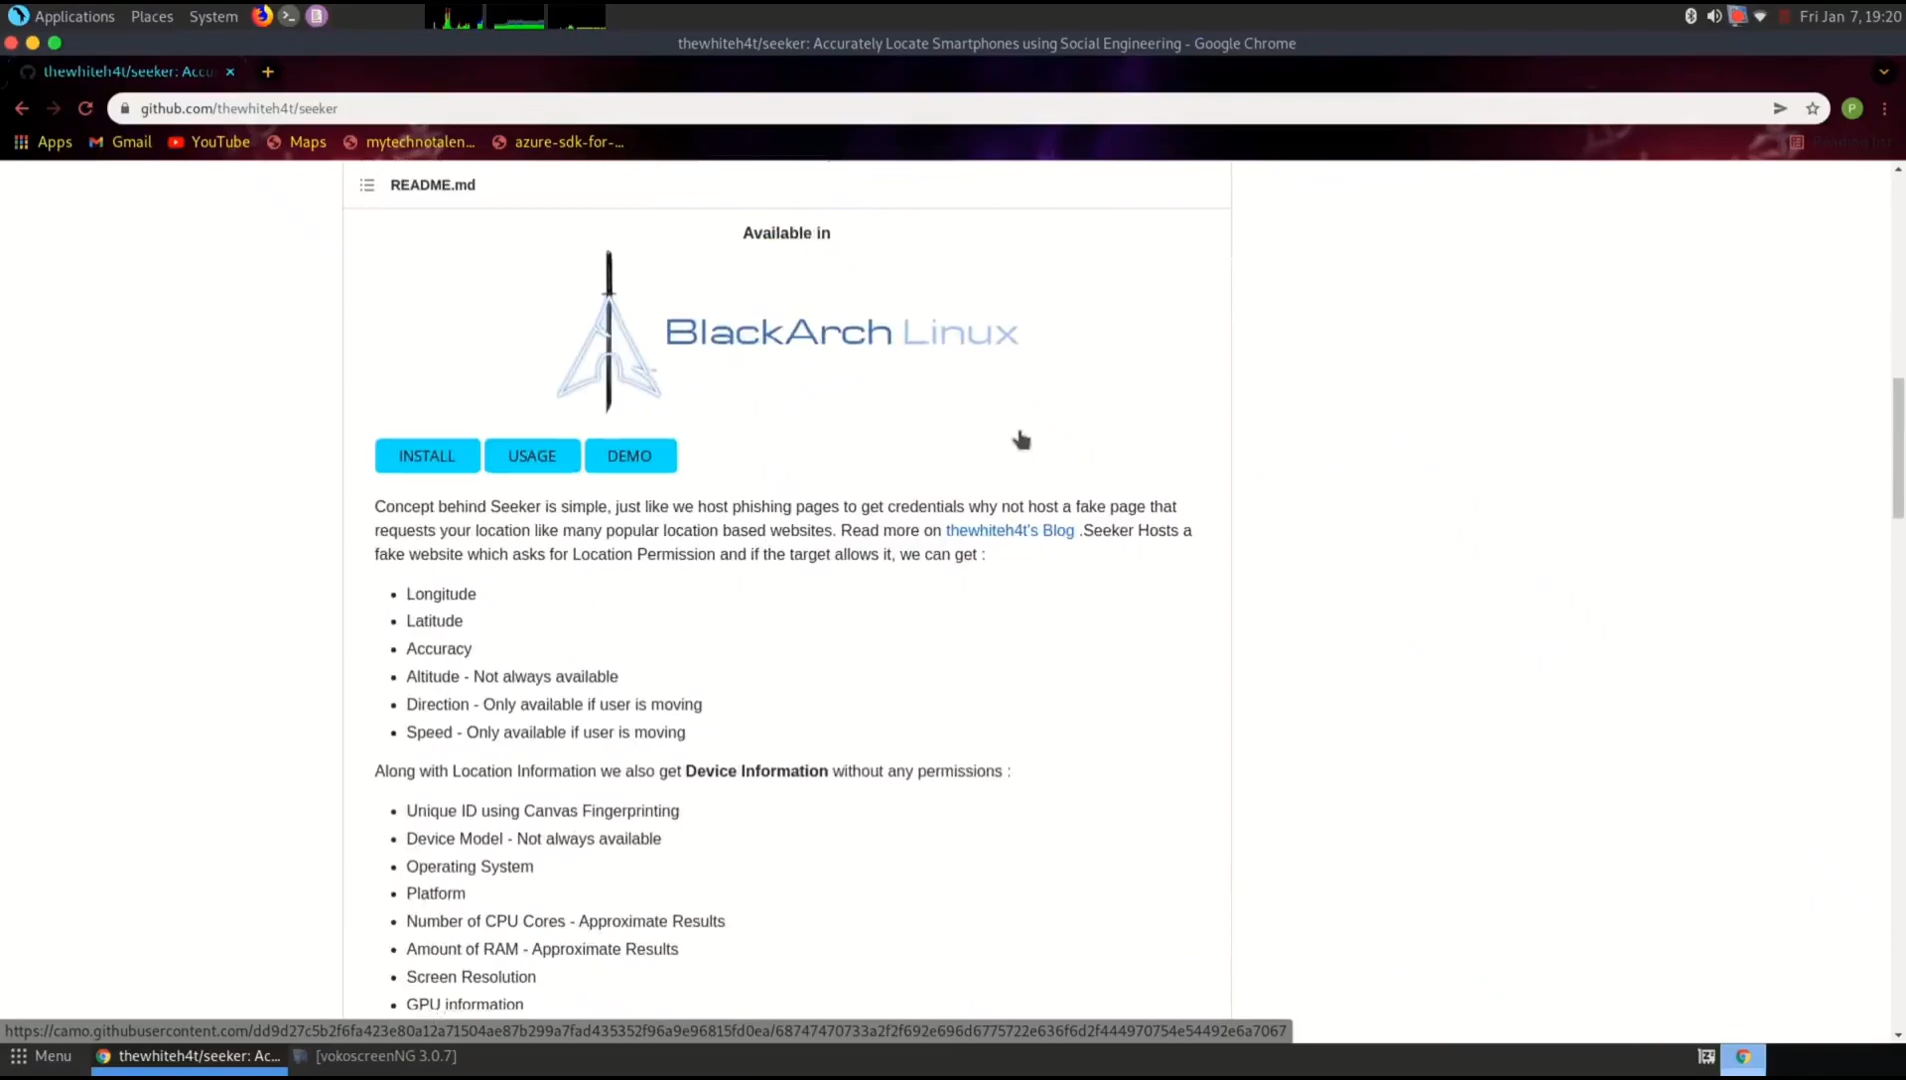 Applications Places System Fri Jan 7, 19:20
thewhiteh4t/seeker: Accurately Locate Smartphones using Social Engineering - Google Chrome
thewhiteh4t/seeker: Accu
github.com/thewhiteh4t/seeker P
Apps Gmail YouTube Maps mytechnotalen... azure-sdk-for-... Reading list
README.md
Available in
BlackArch Linux
INSTALL USAGE DEMO
Concept behind Seeker is simple, just like we host phishing pages to get credentials why not host a fake page that
requests your location like many popular location based websites. Read more on thewhiteh4t's Blog .Seeker Hosts a
fake website which asks for Location Permission and if the target allows it, we can get :
Longitude
Latitude
Accuracy
Altitude - Not always available
Direction - Only available if user is moving
Speed - Only available if user is moving
Along with Location Information we also get Device Information without any permissions :
Unique ID using Canvas Fingerprinting
Device Model - Not always available
Operating System
Platform
Number of CPU Cores - Approximate Results
Amount of RAM - Approximate Results
Screen Resolution
GPU information
https://camo.githubusercontent.com/dd9d27c5b2f6fa423e80a12a71504ae87b299a7fad435352f96a9e96815fd0ea/68747470733a2f2f692e696d6775722e636f6d2f444970754e54492e6a7067
Menu thewhiteh4t/seeker: Ac... [vokoscreenNG 3.0.7]